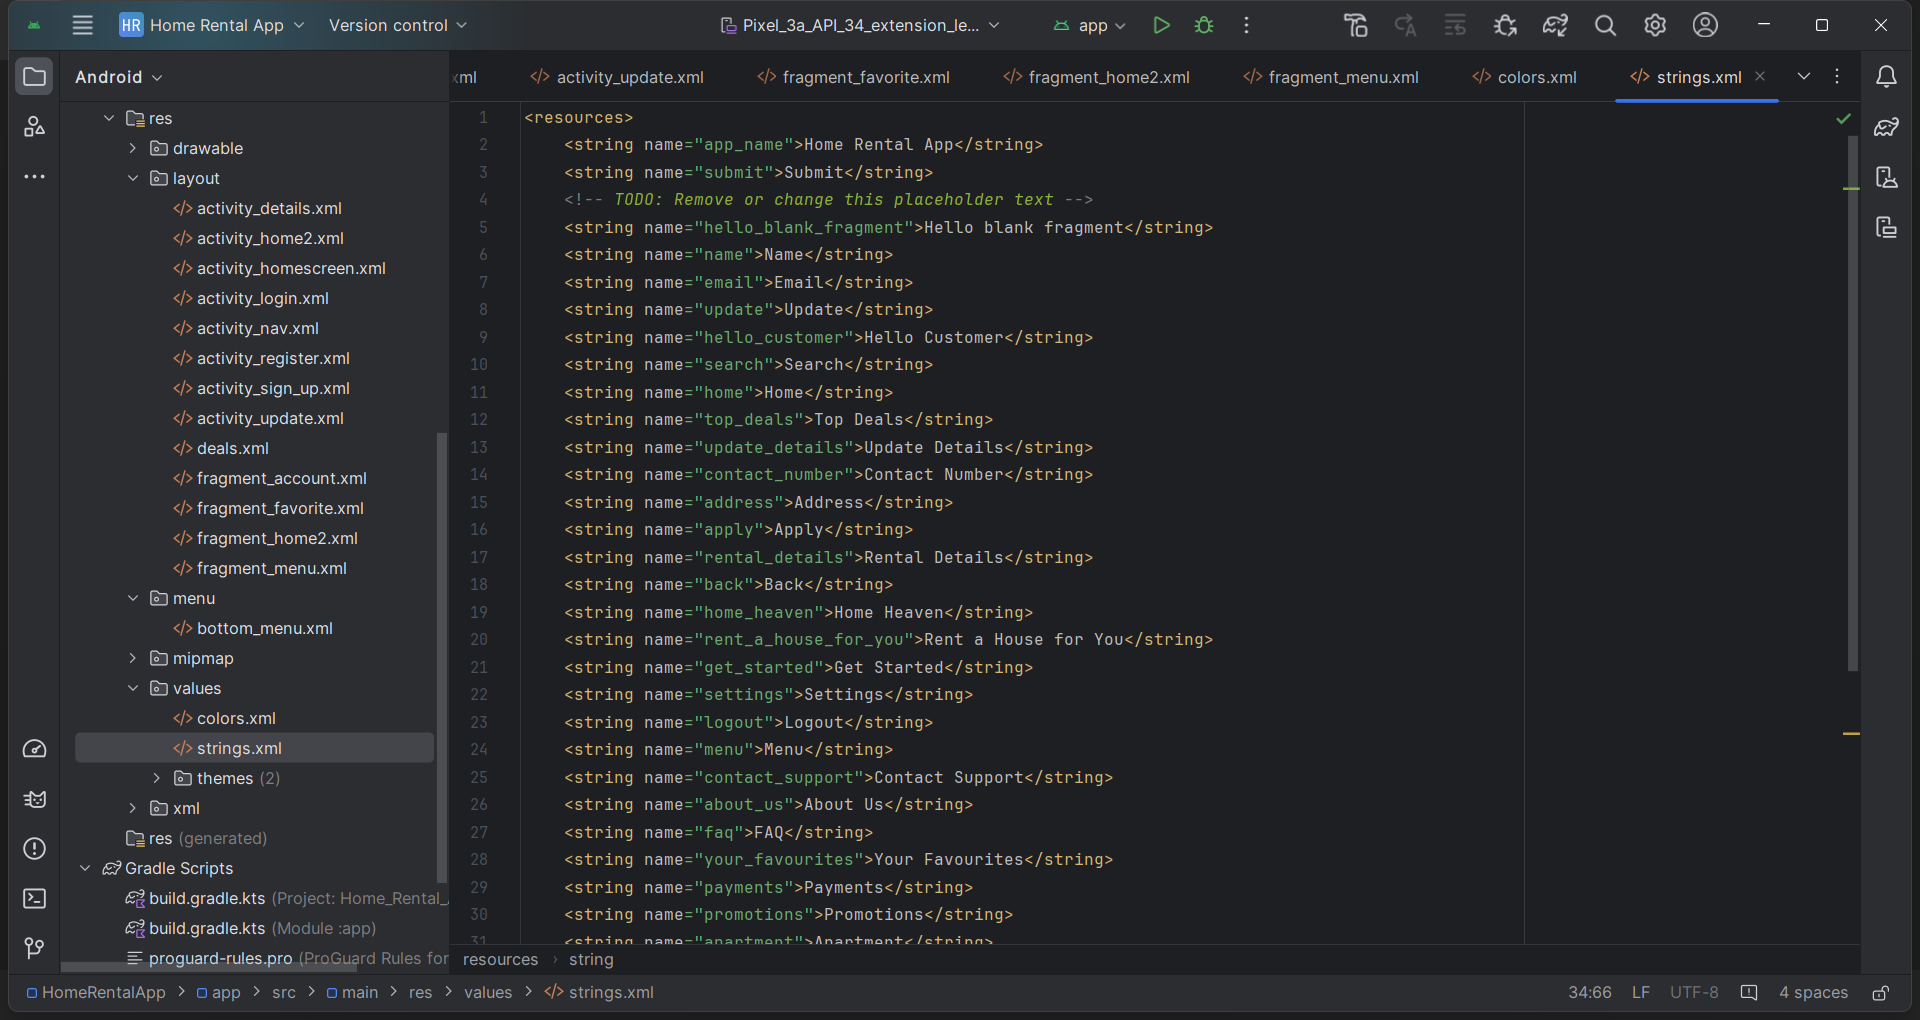 HR Home Rental App Version control Pixel_3a_API_34_extension_le... app
Android
res
drawable
layout
activity_details.xml
activity_home2.xml
activity_homescreen.xml
activity_login.xml
activity_nav.xml
activity_register.xml
activity_sign_up.xml
activity_update.xml
deals.xml
fragment_account.xml
fragment_favorite.xml
fragment_home2.xml
fragment_menu.xml
menu
bottom_menu.xml
mipmap
values
colors.xml
strings.xml
themes (2)
xml
res (generated)
Gradle Scripts
build.gradle.kts (Project: Home_Rental_
build.gradle.kts (Module :app)
proguard-rules.pro (ProGuard Rules for
xml activity_update.xml fragment_favorite.xml fragment_home2.xml fragment_menu.xml colors.xml strings.xml
1 <resources>
2 <string name="app_name">Home Rental App</string>
3 <string name="submit">Submit</string>
4 <!-- TODO: Remove or change this placeholder text -->
5 <string name="hello_blank_fragment">Hello blank fragment</string>
6 <string name="name">Name</string>
7 <string name="email">Email</string>
8 <string name="update">Update</string>
9 <string name="hello_customer">Hello Customer</string>
10 <string name="search">Search</string>
11 <string name="home">Home</string>
12 <string name="top_deals">Top Deals</string>
13 <string name="update_details">Update Details</string>
14 <string name="contact_number">Contact Number</string>
15 <string name="address">Address</string>
16 <string name="apply">Apply</string>
17 <string name="rental_details">Rental Details</string>
18 <string name="back">Back</string>
19 <string name="home_heaven">Home Heaven</string>
20 <string name="rent_a_house_for_you">Rent a House for You</string>
21 <string name="get_started">Get Started</string>
22 <string name="settings">Settings</string>
23 <string name="logout">Logout</string>
24 <string name="menu">Menu</string>
25 <string name="contact_support">Contact Support</string>
26 <string name="about_us">About Us</string>
27 <string name="faq">FAQ</string>
28 <string name="your_favourites">Your Favourites</string>
29 <string name="payments">Payments</string>
30 <string name="promotions">Promotions</string>
31 <string name="apartment">Apartment</string>
resources › string
HomeRentalApp > app > src > main > res > values > strings.xml 34:66 LF UTF-8 4 spaces